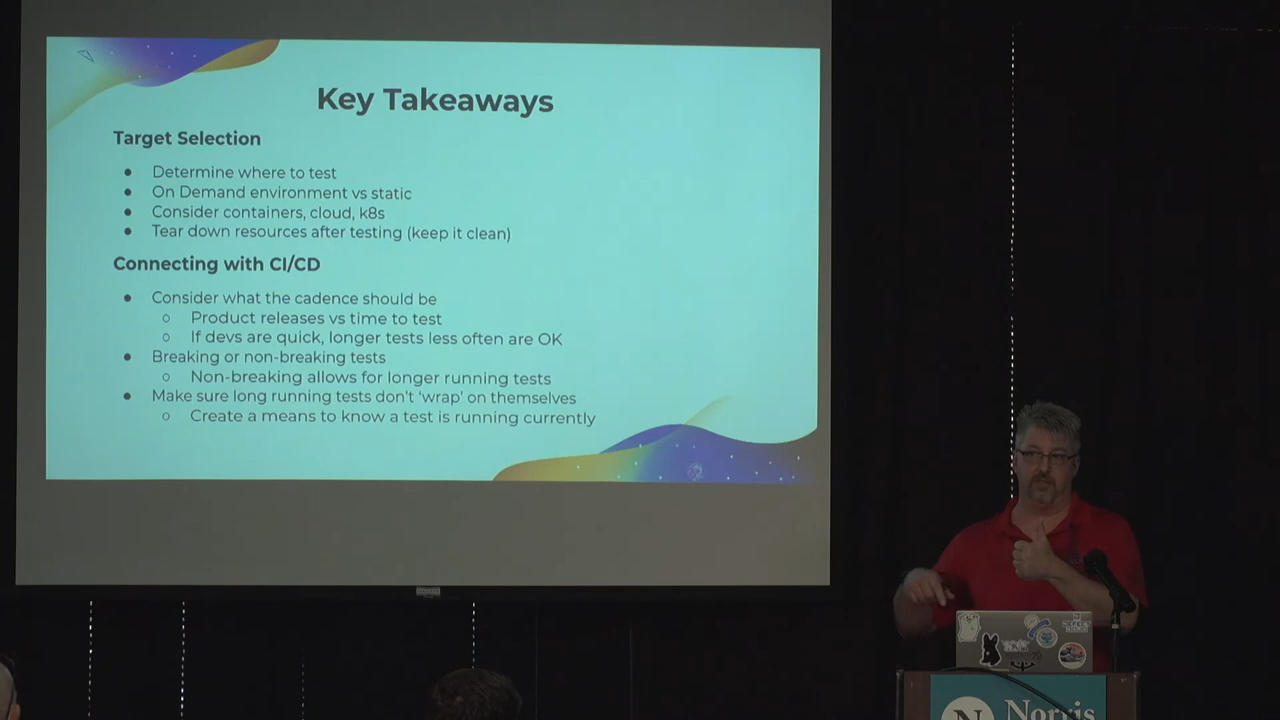 Key Takeaways
Target Selection
● Determine where to test
● On Demand environment vs static
● Consider containers, cloud, k8s
● Tear down resources after testing (keep it clean)
Connecting with CI/CD
● Consider what the cadence should be
○ Product releases vs time to test
○ If devs are quick, longer tests less often are OK
● Breaking or non-breaking tests
○ Non-breaking allows for longer running tests
● Make sure long running tests don't 'wrap' on themselves
○ Create a means to know a test is running currently
N Norris